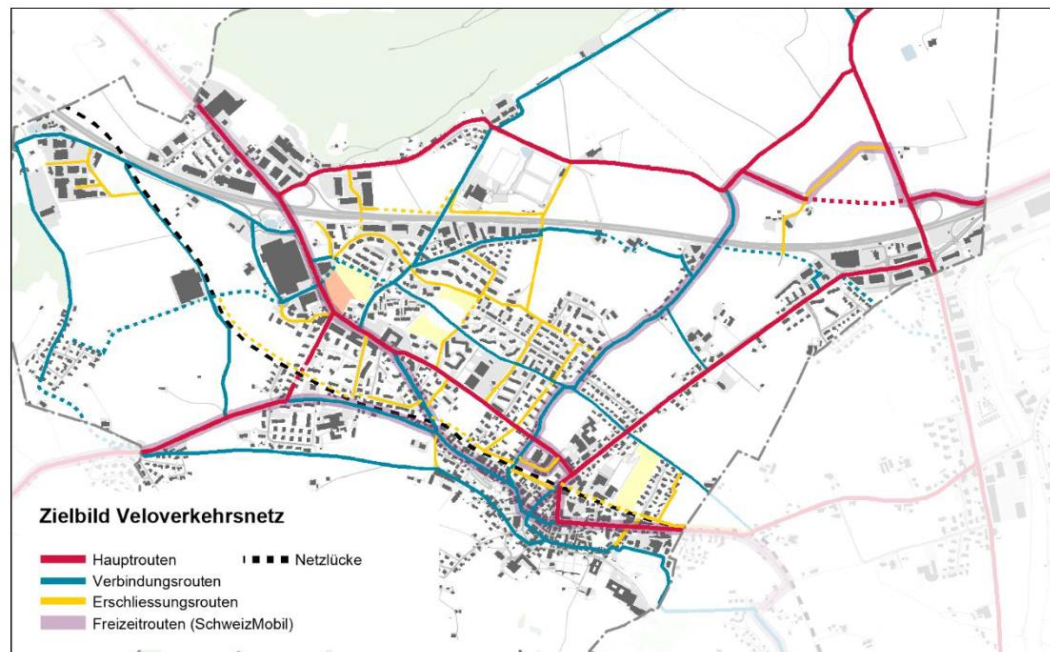 Zielbild Veloverkehrsnetz
Hauptrouten
Netzlücke
Verbindungsrouten
Erschliessungsrouten
Freizeitrouten (SchweizMobil)